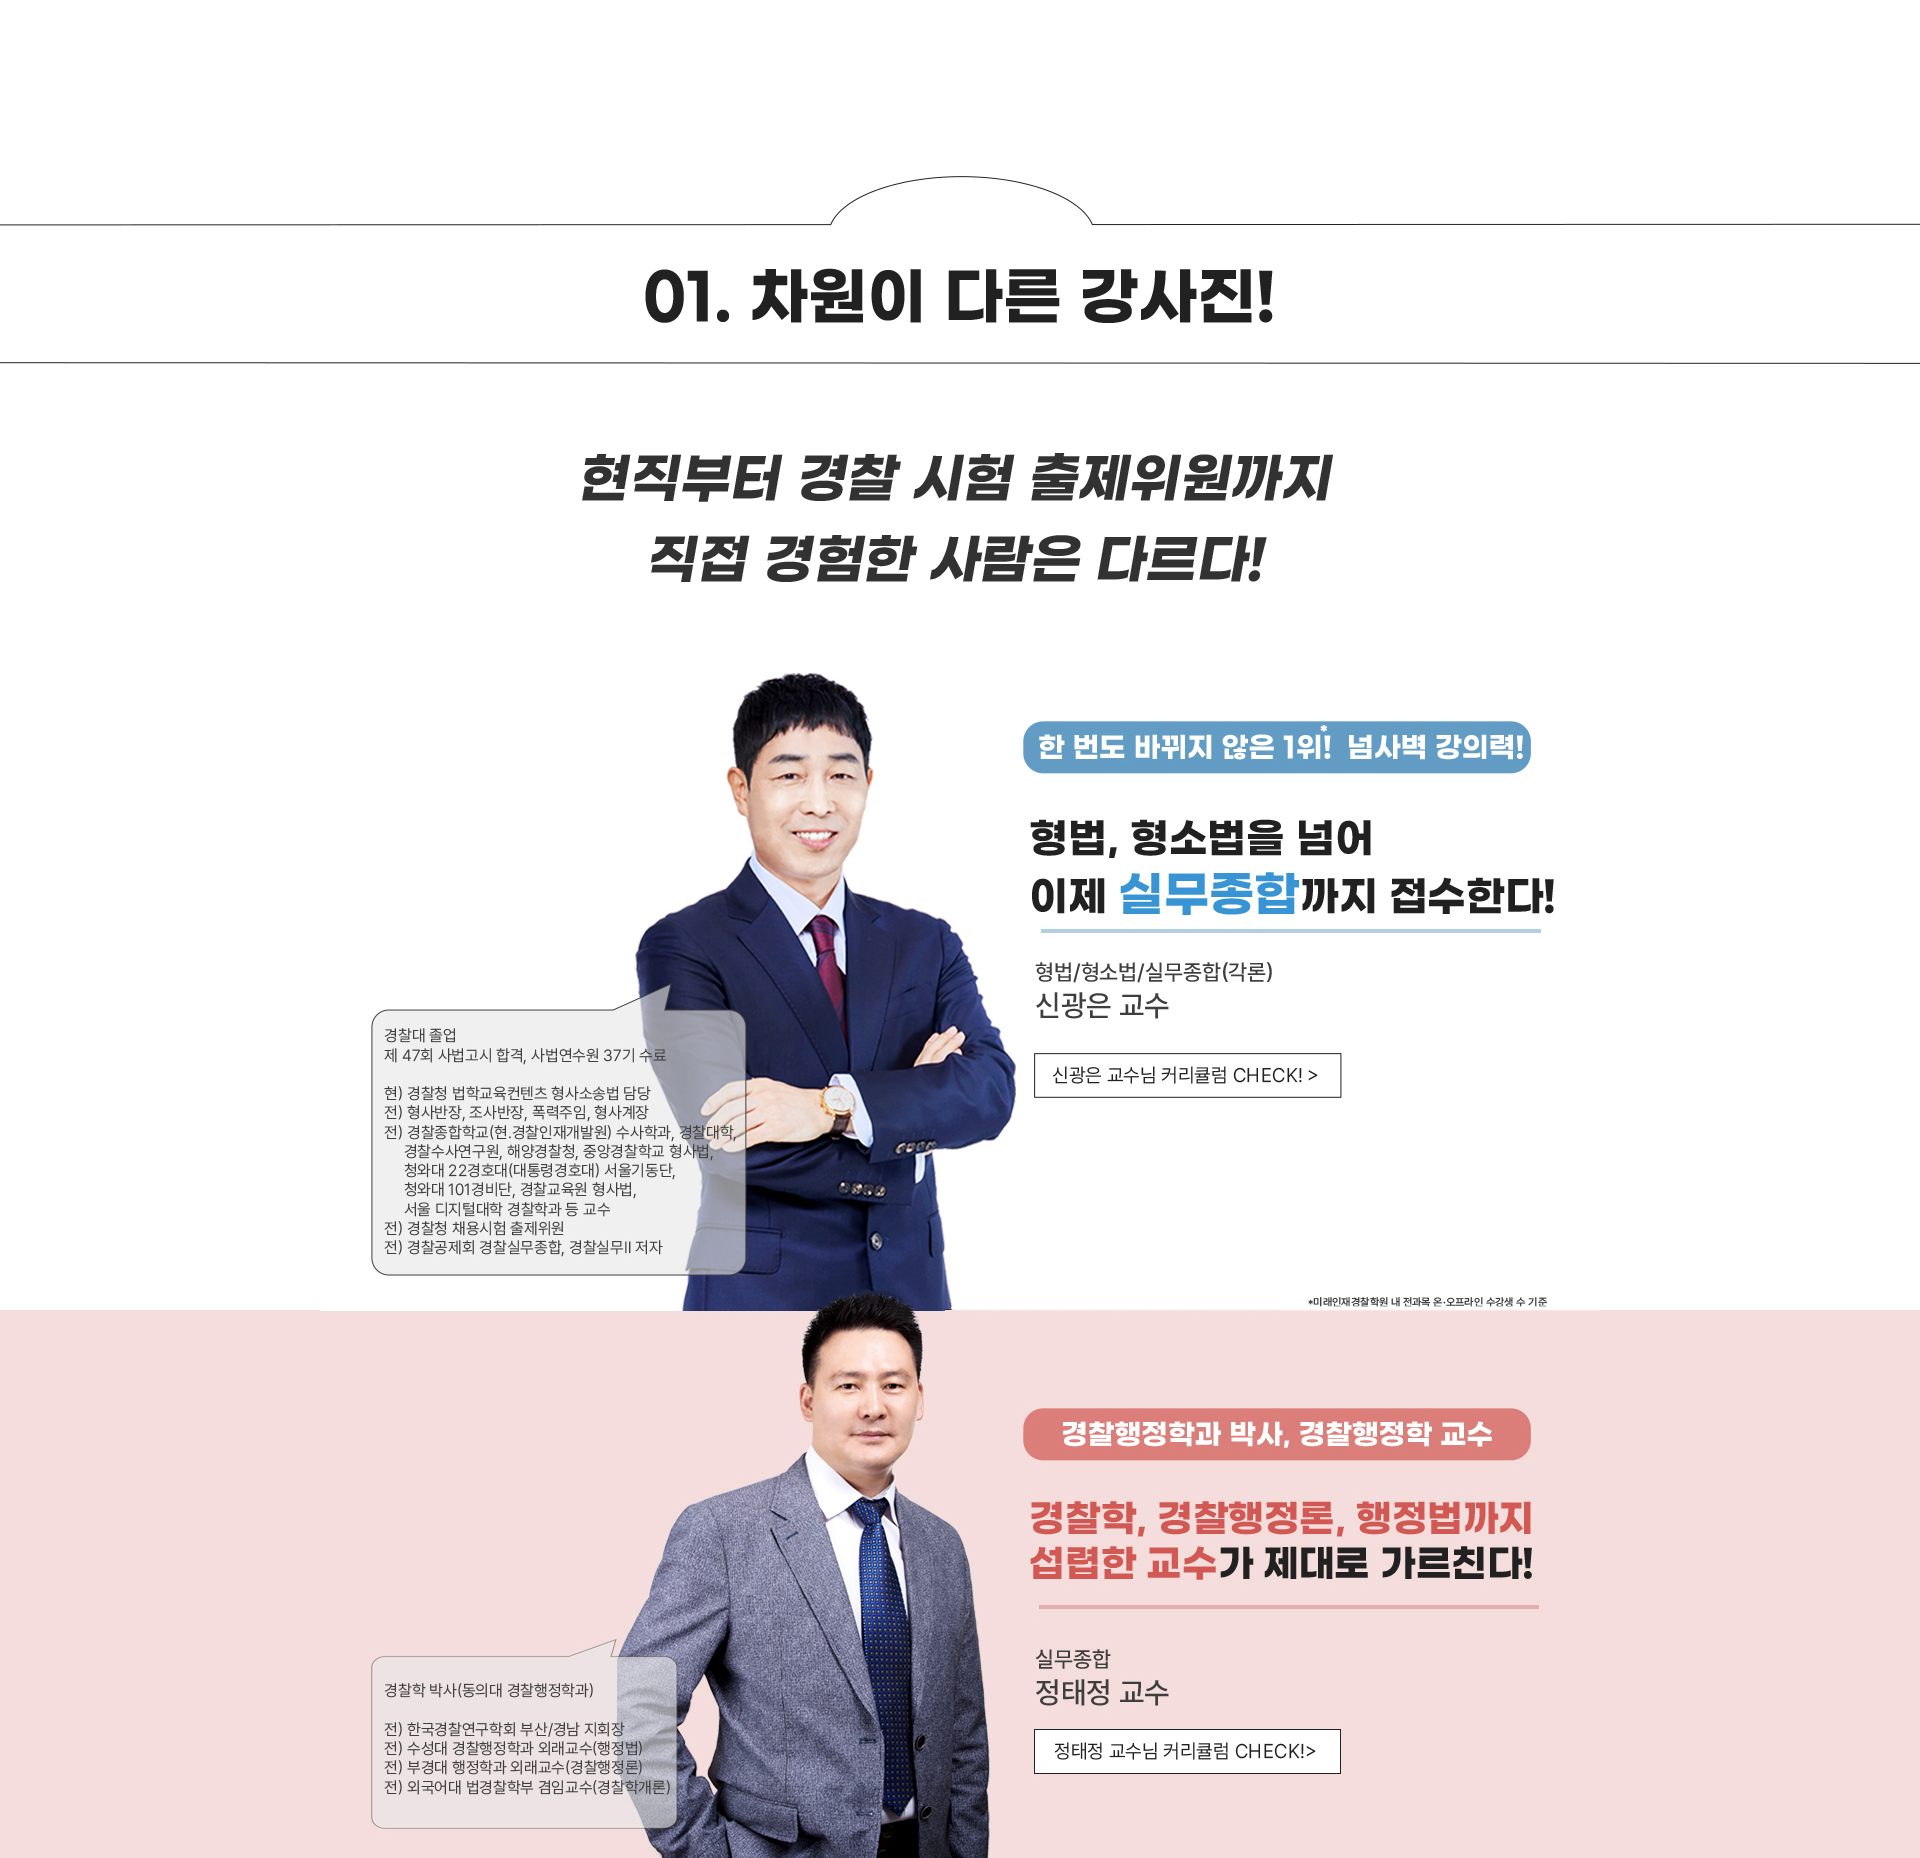 01. 차원이 다른 강사진!
현직부터 경찰 시험 출제위원까지
직접 경험한 사람은 다르다!
한 번도 바뀌지 않은 1위!* 넘사벽 강의력!
형법, 형소법을 넘어
이제 실무종합까지 접수한다!
형법/형소법/실무종합(각론)
신광은 교수
신광은 교수님 커리큘럼 CHECK! >
경찰대 졸업
제 47회 사법고시 합격, 사법연수원 37기 수료
현) 경찰청 법학교육컨텐츠 형사소송법 담당
전) 형사반장, 조사반장, 폭력주임, 형사계장
전) 경찰종합학교(현.경찰인재개발원) 수사학과, 경찰대학,
경찰수사연구원, 해양경찰청, 중앙경찰학교 형사법,
청와대 22경호대(대통령경호대) 서울기동단,
청와대 101경비단, 경찰교육원 형사법,
서울 디지털대학 경찰학과 등 교수
전) 경찰청 채용시험 출제위원
전) 경찰공제회 경찰실무종합, 경찰실무II 저자
*미래인재경찰학원 내 전과목 온·오프라인 수강생 수 기준
경찰행정학과 박사, 경찰행정학 교수
경찰학, 경찰행정론, 행정법까지
섭렵한 교수가 제대로 가르친다!
실무종합
정태정 교수
정태정 교수님 커리큘럼 CHECK!>
경찰학 박사(동의대 경찰행정학과)
전) 한국경찰연구학회 부산/경남 지회장
전) 수성대 경찰행정학과 외래교수(행정법)
전) 부경대 행정학과 외래교수(경찰행정론)
전) 외국어대 법경찰학부 겸임교수(경찰학개론)